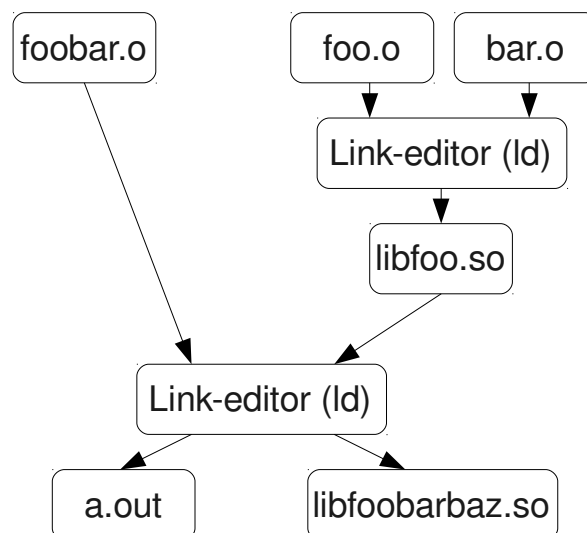 foobar.o
foo.o
bar.o
Link-editor (ld)
libfoo.so
Link-editor (ld)
a.out
libfoobarbaz.so